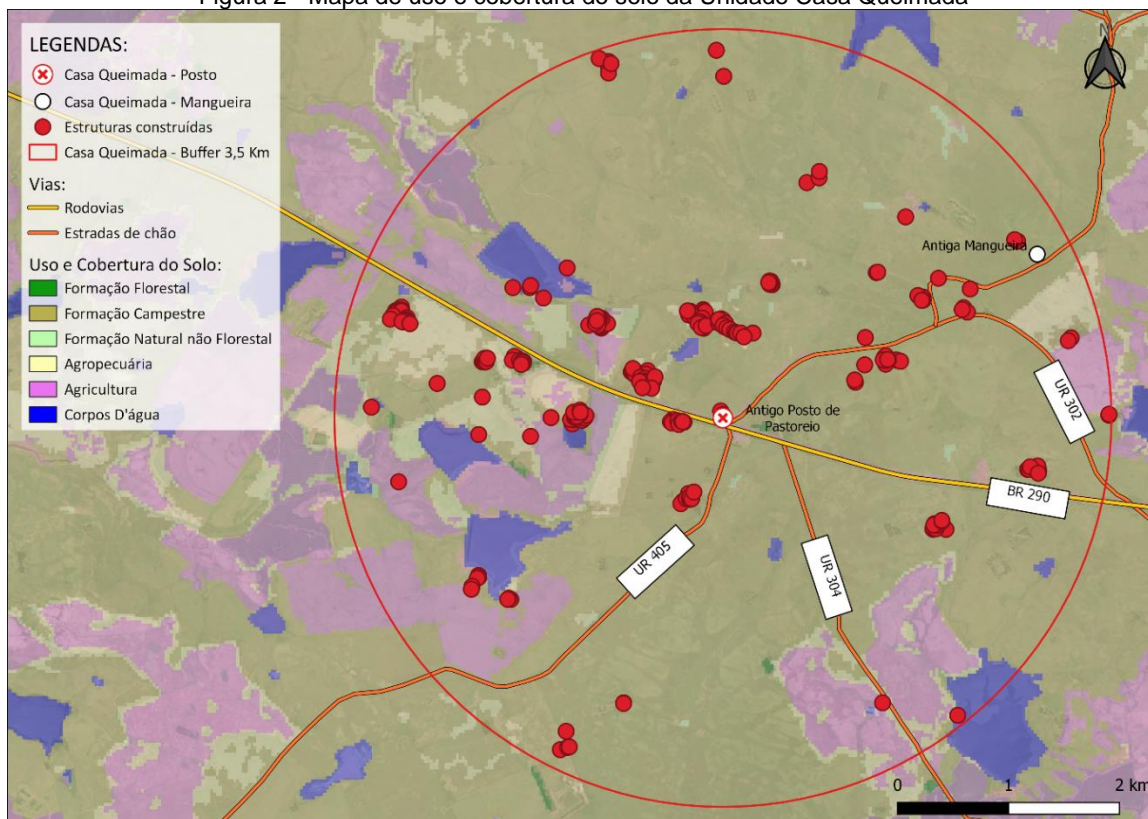 Figura 2 - Mapa de uso e cobertura do solo da Unidade Casa Queimada
LEGENDAS:
Casa Queimada - Posto
Casa Queimada - Mangueira
Estruturas construídas
Casa Queimada - Buffer 3,5 Km
Vias:
Rodovias
Estradas de chão
Uso e Cobertura do Solo:
Formação Florestal
Formação Campestre
Formação Natural não Florestal
Agropecuária
Agricultura
Corpos D'água
N
Antiga Mangueira
UR 302
Antigo Posto de
Pastoreio
BR 290
UR 405
UR 304
0 1 2 km